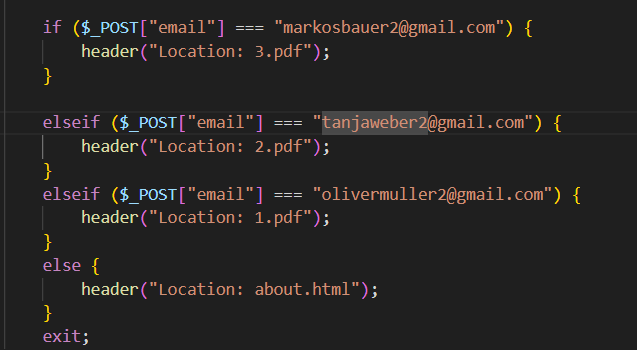 if ($_POST["email"] === "markosbauer2@gmail.com") {
header("Location: 3.pdf");
}
elseif ($_POST["email"] === "tanjaweber2@gmail.com") {
header("Location: 2.pdf");
}
elseif ($_POST["email"] === "olivermuller2@gmail.com") {
header("Location: 1.pdf");
}
else {
header("Location: about.html");
}
exit;